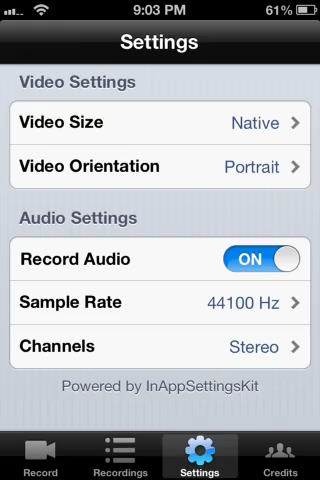 9:03 PM 61%
Settings
Video Settings
Video Size Native
Video Orientation Portrait
Audio Settings
Record Audio ON
Sample Rate 44100 Hz
Channels Stereo
Powered by InAppSettingsKit
Record Recordings Settings Credits